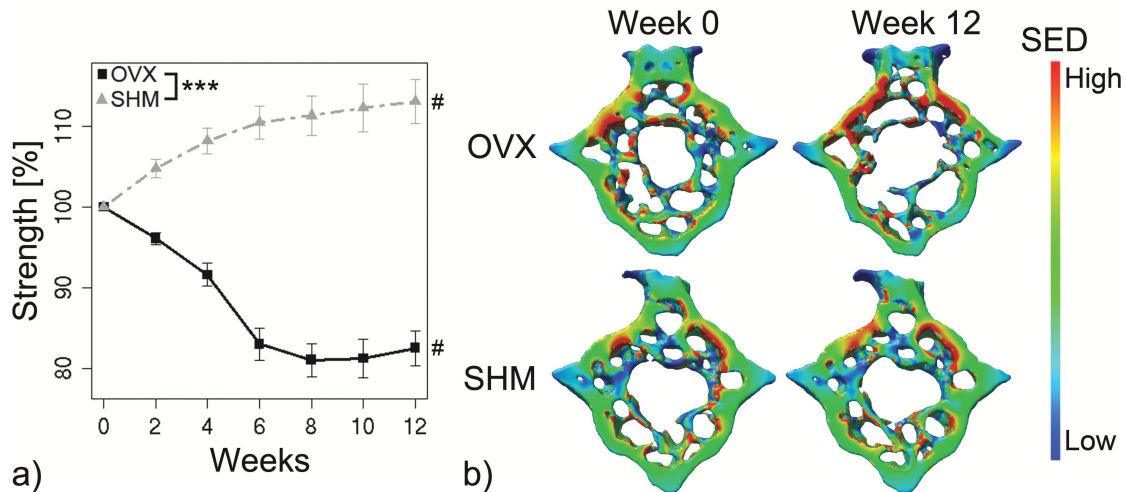 OVX
SHM
***
#
#
Strength [%]
110
100
90
80
0 2 4 6 8 10 12
Weeks
a)
Week 0
Week 12
OVX
SHM
SED
High
Low
b)